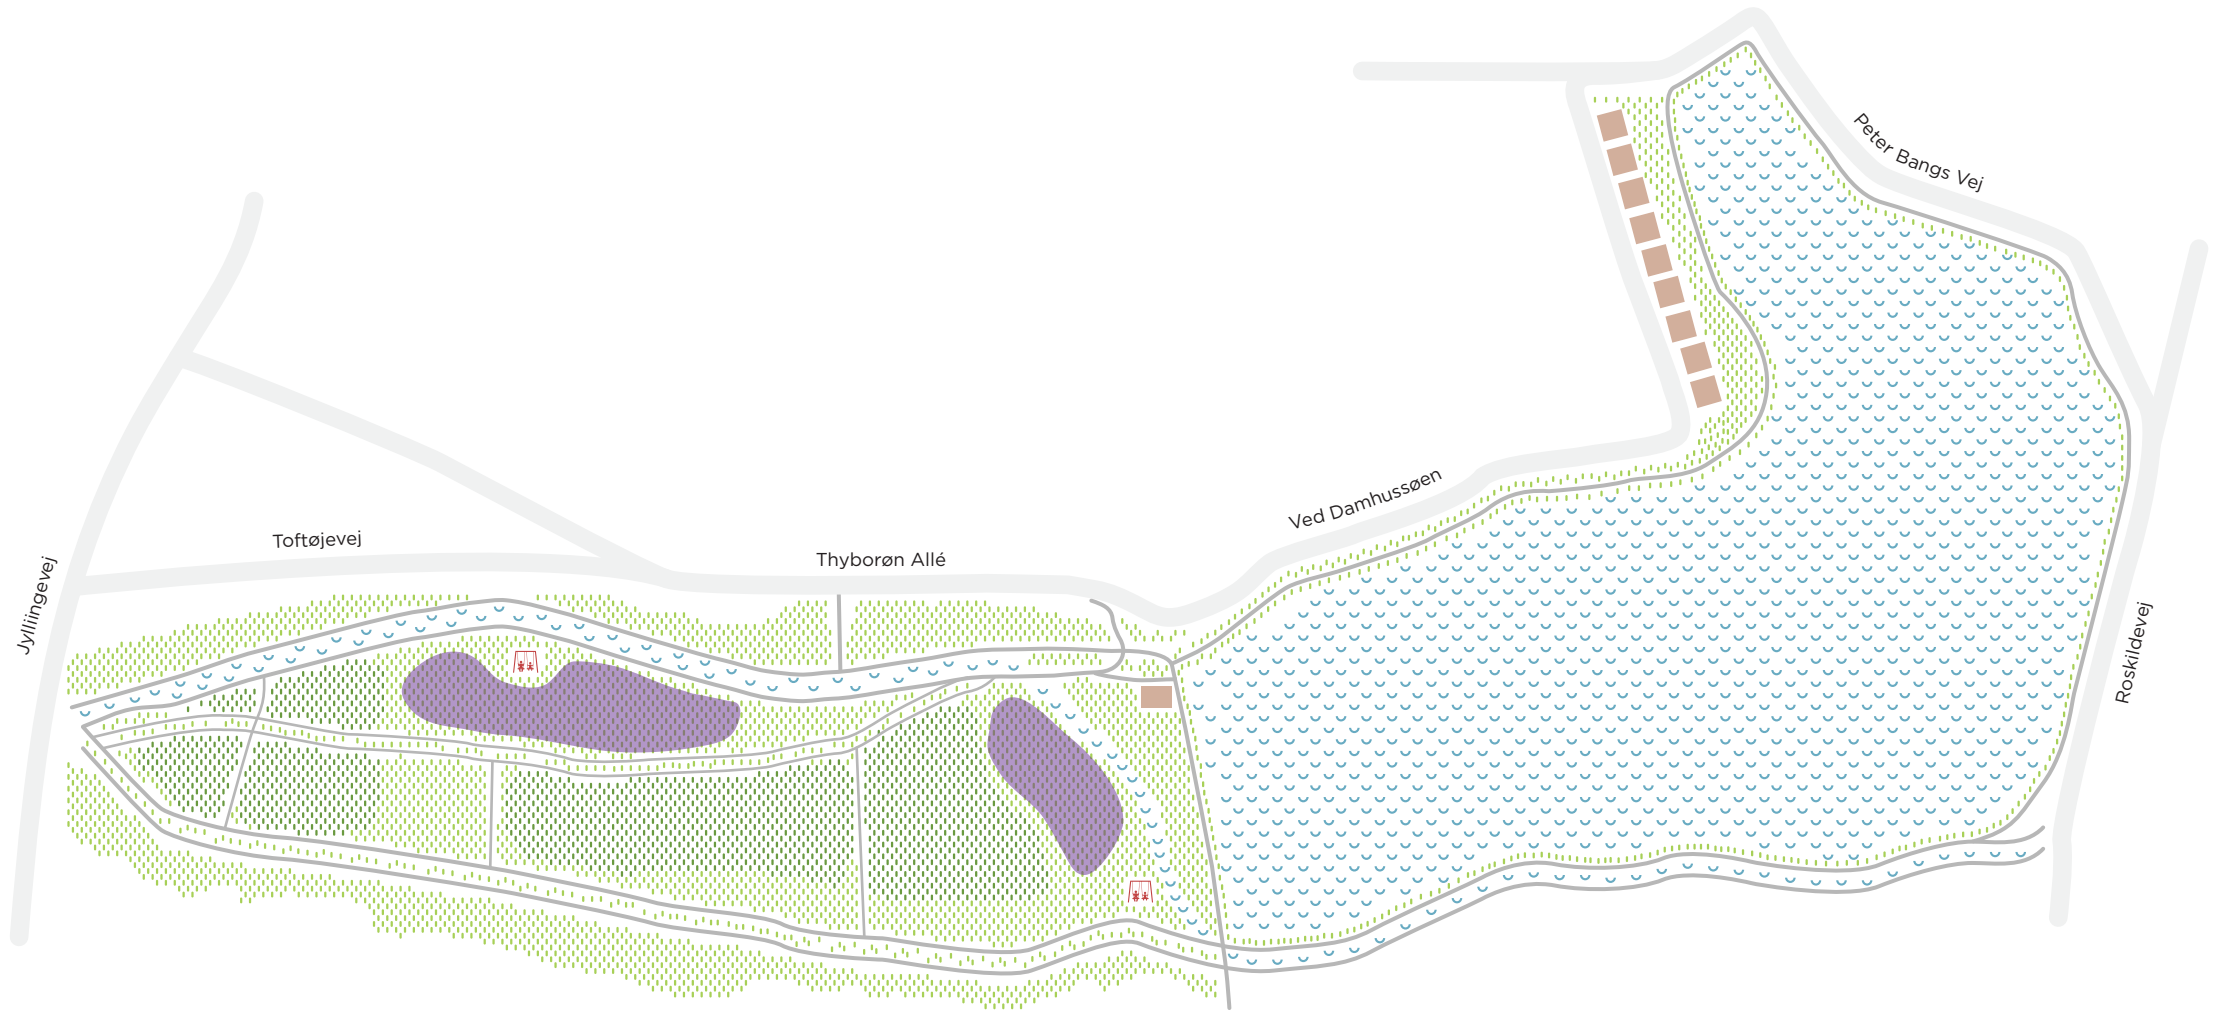 Peter Bangs Vej
Ved Damhussøen
Toftøjevej
Thyborøn Allé
Jyllingevej
Roskildevej